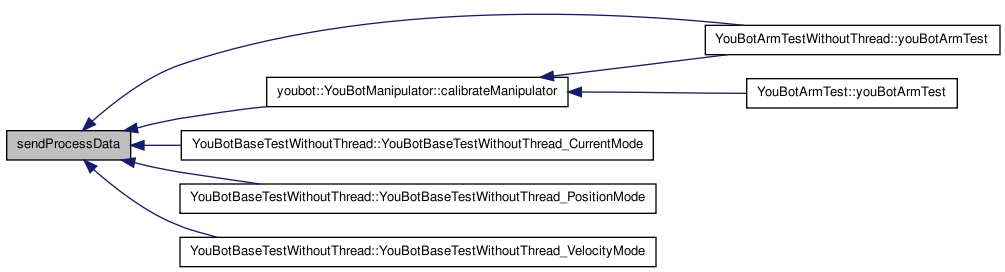 YouBotArmTestWithoutThread::youBotArmTest
youbot::YouBotManipulator::calibrateManipulator
YouBotArmTest::youBotArmTest
sendProcessData
YouBotBaseTestWithoutThread::YouBotBaseTestWithoutThread_CurrentMode
YouBotBaseTestWithoutThread::YouBotBaseTestWithoutThread_PositionMode
YouBotBaseTestWithoutThread::YouBotBaseTestWithoutThread_VelocityMode